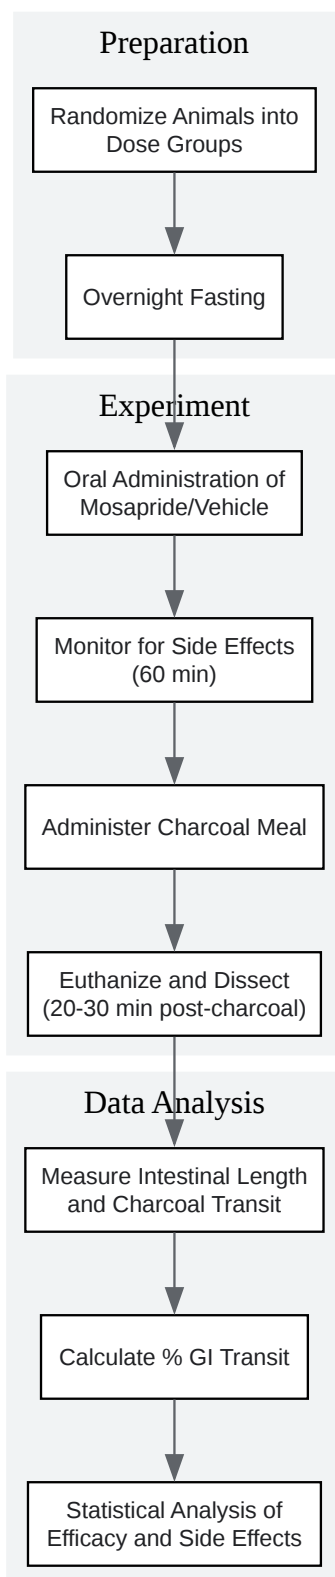 Preparation
Randomize Animals into
Dose Groups
Overnight Fasting
Experiment
Oral Administration of
Mosapride/Vehicle
Monitor for Side Effects
(60 min)
Administer Charcoal Meal
Euthanize and Dissect
(20-30 min post-charcoal)
Data Analysis
Measure Intestinal Length
and Charcoal Transit
Calculate % GI Transit
Statistical Analysis of
Efficacy and Side Effects